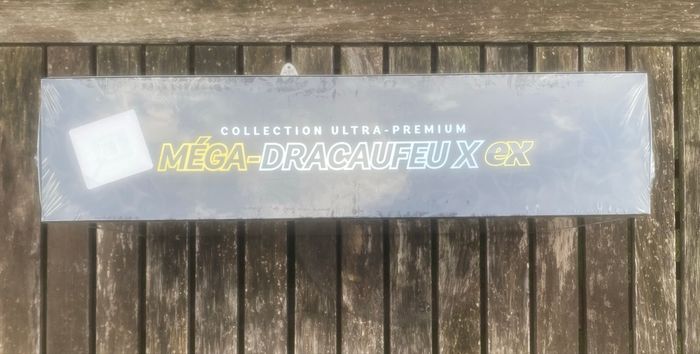 COLLECTION ULTRA-PREMIUM
MÉGA-DRACAUFEU X ex